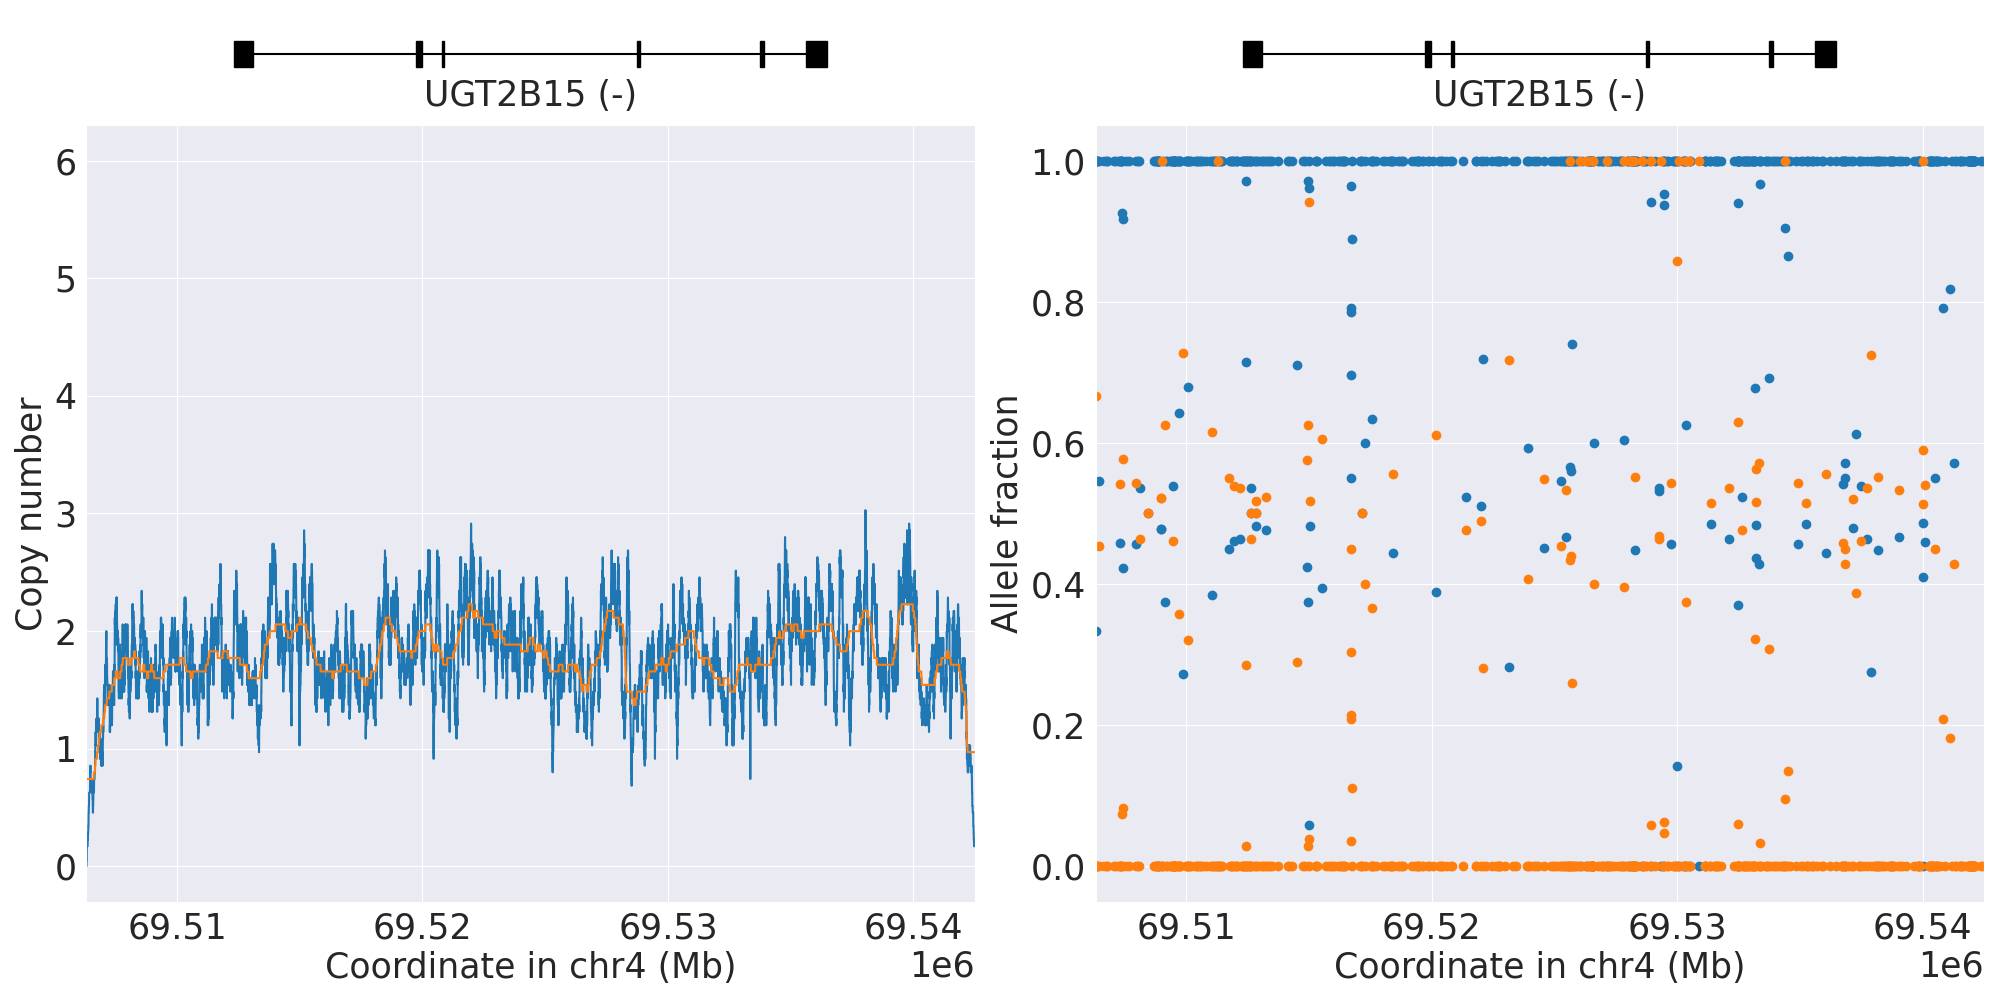 UGT2B15 (-)
6
5
4
3
2
1
0
Copy number
69.51 69.52 69.53 69.54
Coordinate in chr4 (Mb) 1e6
UGT2B15 (-)
1.0
0.8
0.6
0.4
0.2
0.0
Allele fraction
69.51 69.52 69.53 69.54
Coordinate in chr4 (Mb) 1e6